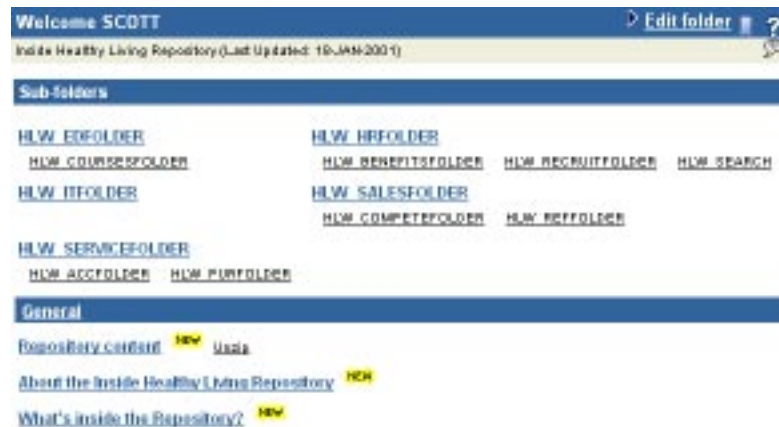 Welcome SCOTT Edit folder ?
Inside Healthy Living Repository (Last Updated: 18-JAN-2001)
Sub-folders
HLW_EDFOLDER HLW_HRFOLDER
HLW_COURSESFOLDER HLW_BENEFITSFOLDER HLW_RECRUITFOLDER HLW_SEARCH
HLW_ITFOLDER HLW_SALESFOLDER
HLW_COMPETEFOLDER HLW_REFFOLDER
HLW_SERVICEFOLDER
HLW_ACCFOLDER HLW_PURFOLDER
General
Repository content NEW Unzip
About the Inside Healthy Living Repository NEW
What's inside the Repository? NEW